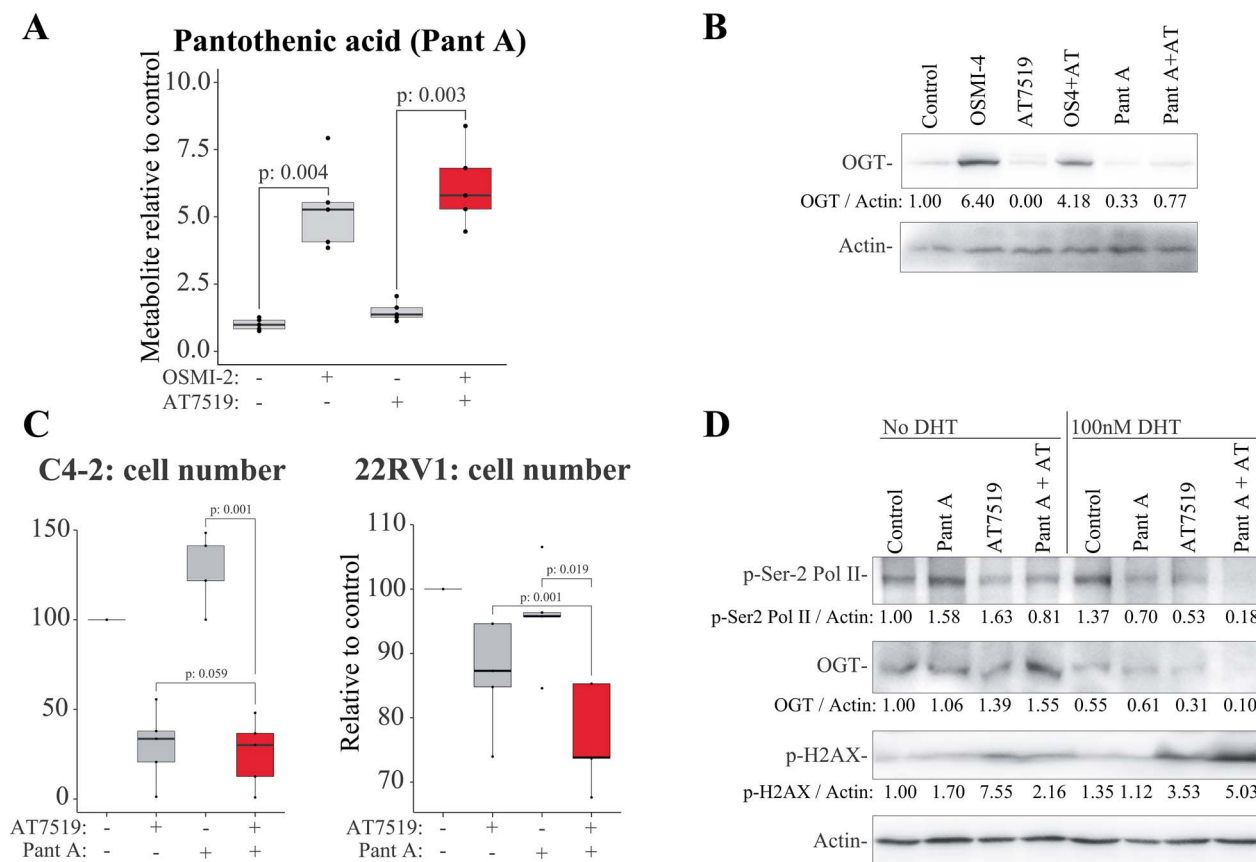 A
Pantothenic acid (Pant A)
Metabolite relative to control
10.0
7.5
5.0
2.5
0.0
p: 0.004
p: 0.003
OSMI-2: - + - +
AT7519: - - + +
B
Control
OSMI-4
AT7519
OS4+AT
Pant A
Pant A+AT
OGT-
OGT / Actin: 1.00 6.40 0.00 4.18 0.33 0.77
Actin-
C
C4-2: cell number
150
100
50
0
p: 0.001
p: 0.059
AT7519: - + - +
Pant A: - - + +
22RV1: cell number
Relative to control
110
100
90
80
70
p: 0.019
p: 0.001
- + - +
- - + +
D
No DHT
100nM DHT
Control
Pant A
AT7519
Pant A + AT
Control
Pant A
AT7519
Pant A + AT
p-Ser-2 Pol II-
p-Ser2 Pol II / Actin: 1.00 1.58 1.63 0.81 1.37 0.70 0.53 0.18
OGT-
OGT / Actin: 1.00 1.06 1.39 1.55 0.55 0.61 0.31 0.10
p-H2AX-
p-H2AX / Actin: 1.00 1.70 7.55 2.16 1.35 1.12 3.53 5.03
Actin-